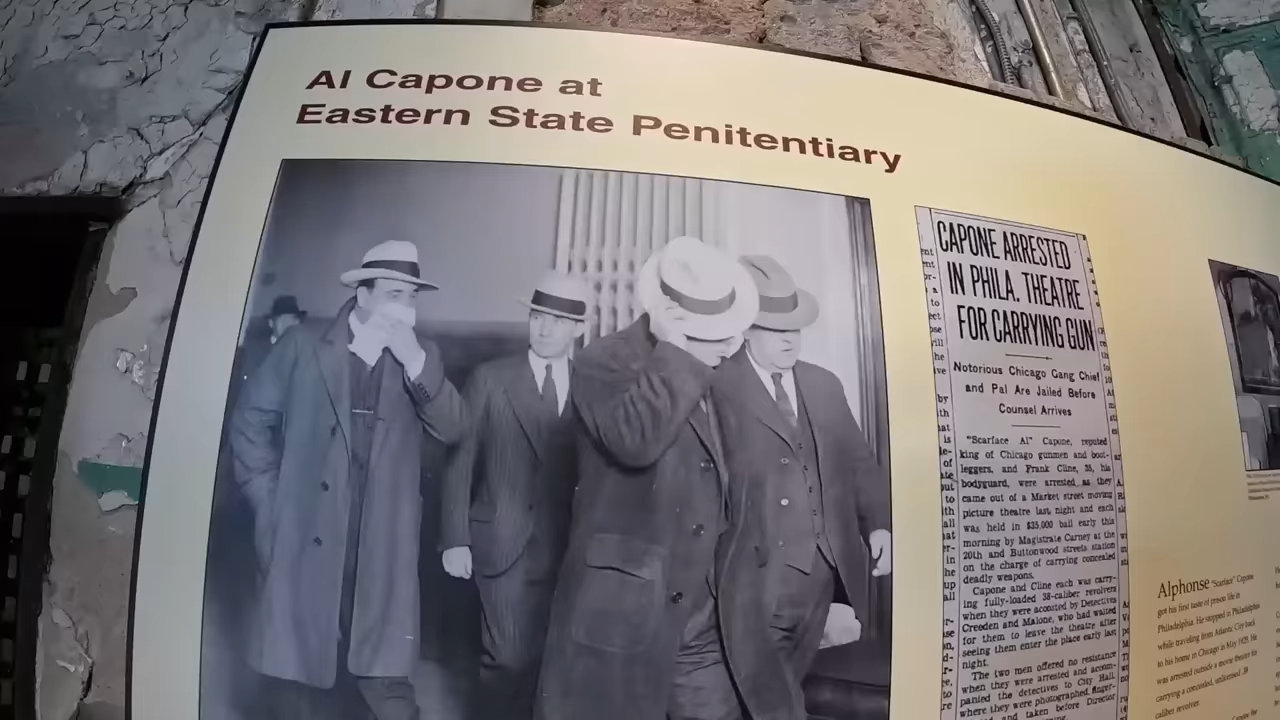 Al Capone at
Eastern State Penitentiary
CAPONE ARRESTED
IN PHILA. THEATRE
FOR CARRYING GUN
Notorious Chicago Gang Chief
and Pal Are Jailed Before
Counsel Arrives
"Scarface Al" Capone, reputed
king of Chicago gunmen and boot-
leggers, and Frank Cline, 35, his
bodyguard, were arrested as they
came out of a Market street moving
picture theatre last night and each
was held in $35,000 bail early this
morning by Magistrate Carney at the
20th and Buttonwood streets station
on the charge of carrying concealed
deadly weapons.
Capone and Cline each was carry-
ing fully-loaded 38-caliber revolvers
when they were accosted by Detectives
Creeden and Malone, who had waited
for them to leave the theatre after
seeing them enter the place early last
night.
The two men offered no resistance
when they were arrested and accom-
panied the detectives to City Hall,
where they were photographed, finger-
and taken before Director
Alphonse "Scarface" Capone
got his first taste of prison life in
Philadelphia. He stopped in Philadelphia
while traveling from Atlantic City back
to his home in Chicago in May 1929. He
was arrested outside a movie theater for
carrying a concealed, unlicensed .38
caliber revolver.